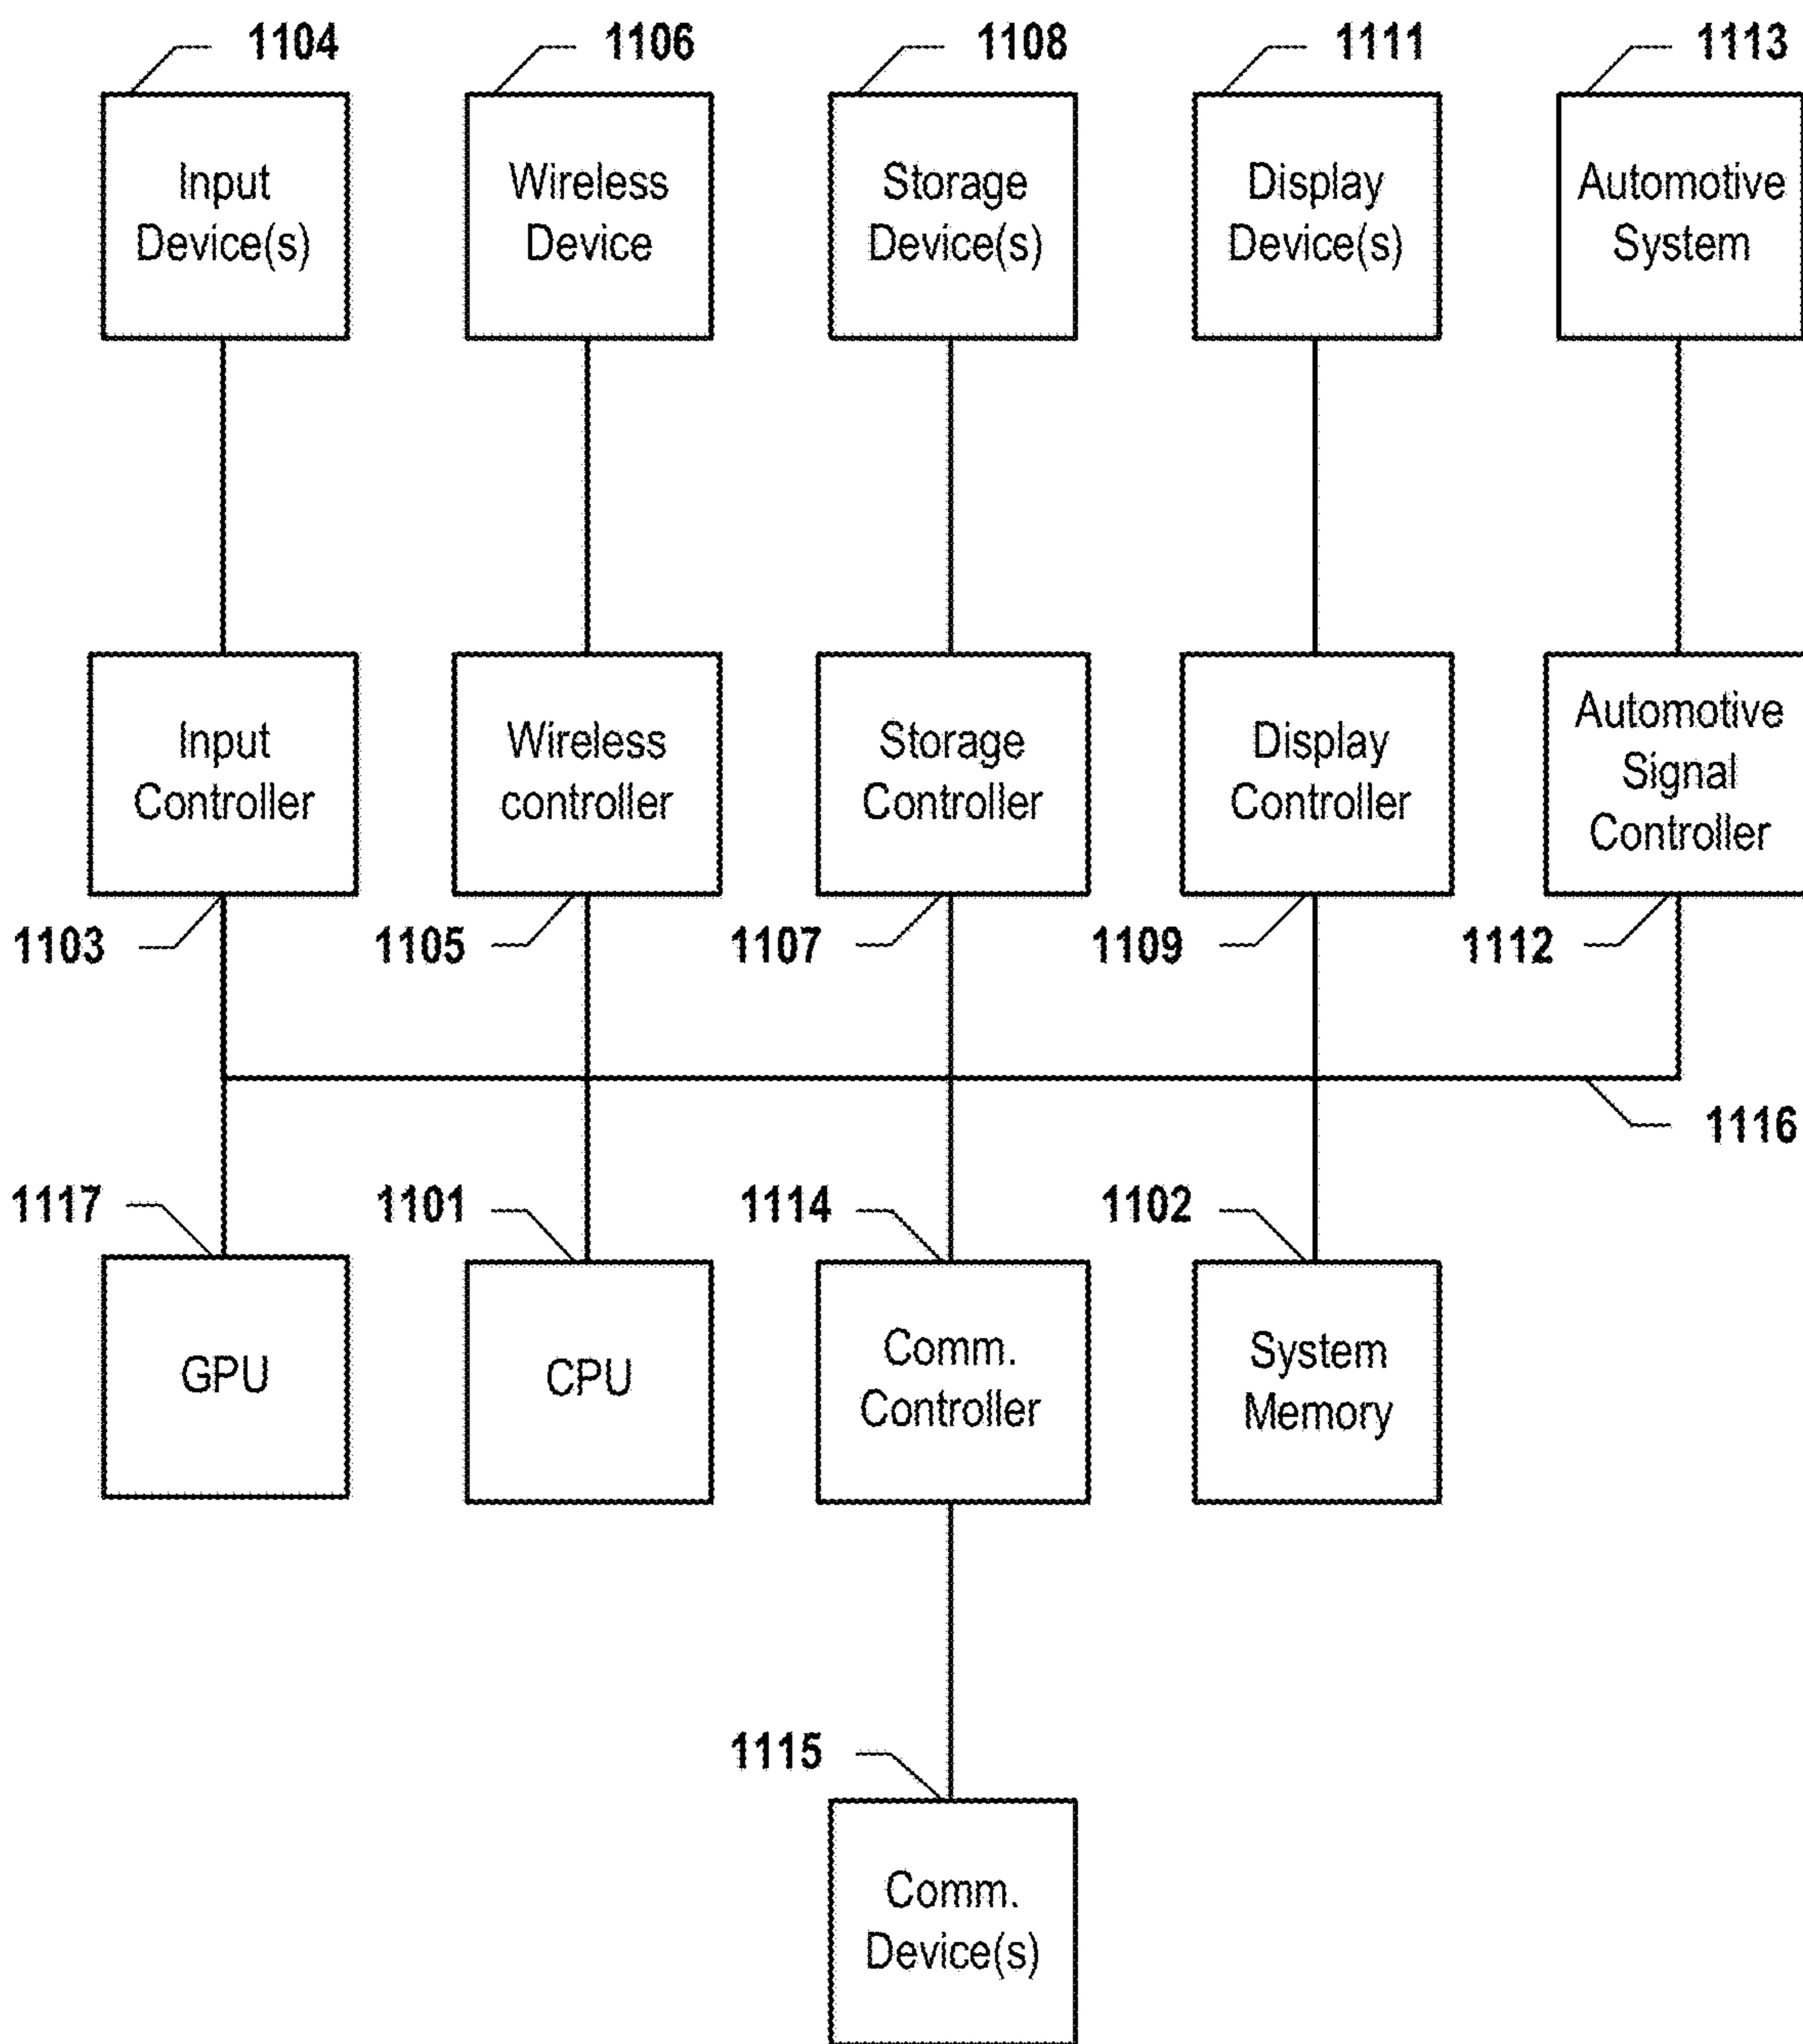 1104
1106
1108
1111
1113
Input
Device(s)
Wireless
Device
Storage
Device(s)
Display
Device(s)
Automotive
System
Input
Controller
Wireless
controller
Storage
Controller
Display
Controller
Automotive
Signal
Controller
1103
1105
1107
1109
1112
1116
1117
1101
1114
1102
GPU
CPU
Comm.
Controller
System
Memory
1115
Comm.
Device(s)